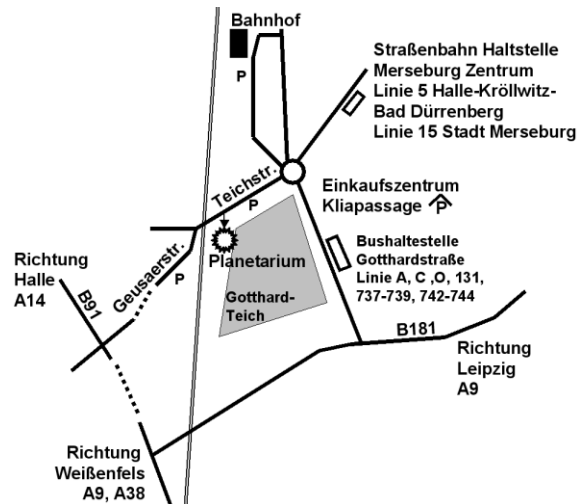 Bahnhof
P
Straßenbahn Haltstelle
Merseburg Zentrum
Linie 5 Halle-Kröllwitz-
Bad Dürrenberg
Linie 15 Stadt Merseburg
Teichstr.
P
Einkaufszentrum
Kliapassage P
Bushaltestelle
Gotthardstraße
Linie A, C ,O, 131,
737-739, 742-744
Planetarium
Gotthard-
Teich
Geusaerstr.
P
Richtung
Halle
A14
B91
B181
Richtung
Leipzig
A9
Richtung
Weißenfels
A9, A38